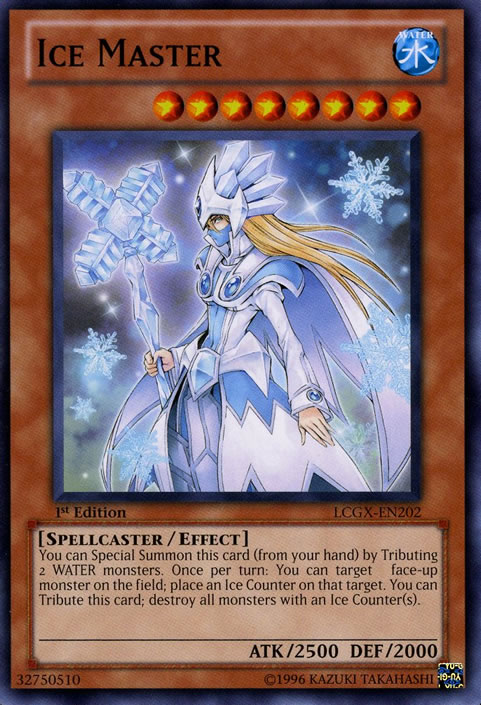 ICE MASTER
WATER
水
1st Edition
LCGX-EN202
[SPELLCASTER / EFFECT]
You can Special Summon this card (from your hand) by Tributing
2 WATER monsters. Once per turn: You can target face-up
monster on the field; place an Ice Counter on that target. You can
Tribute this card; destroy all monsters with an Ice Counter(s).
ATK/2500 DEF/2000
32750510
©1996 KAZUKI TAKAHASHI